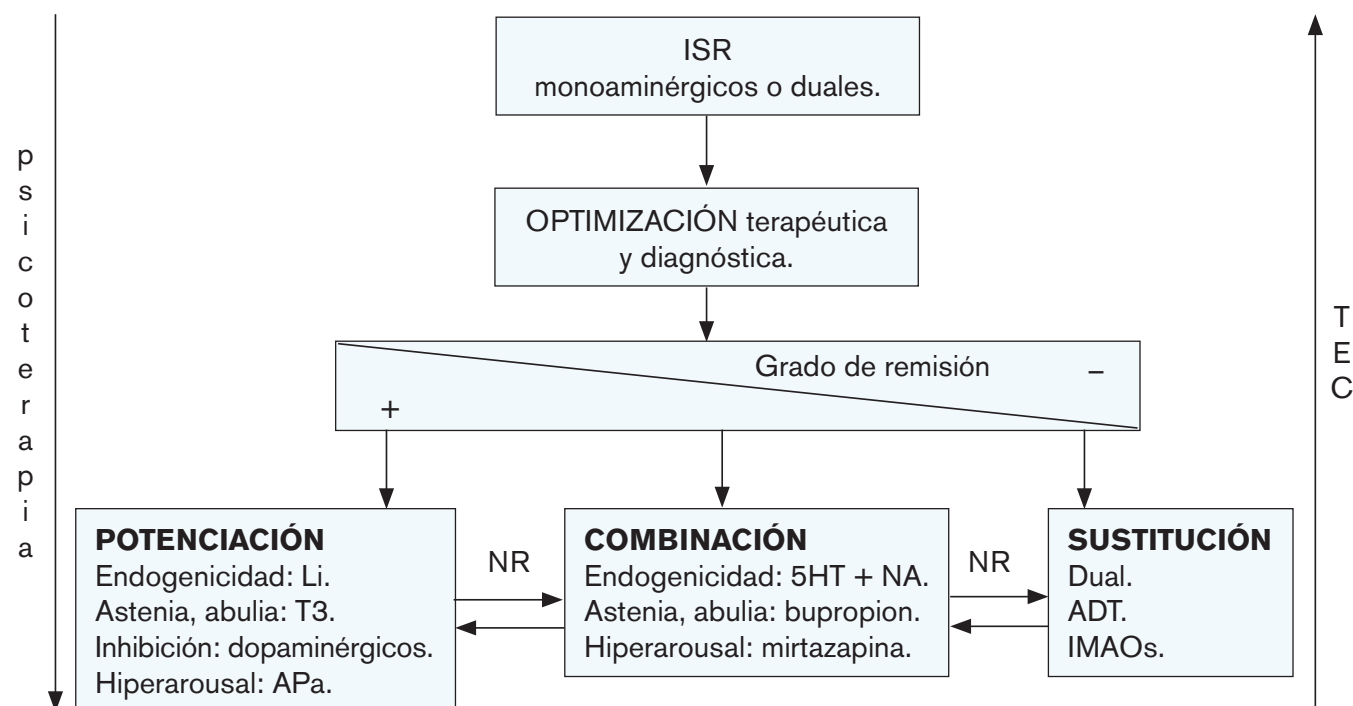 ISR
monoaminérgicos o duales.
OPTIMIZACIÓN terapéutica
y diagnóstica.
Grado de remisión –
+
psicoterapia
TEC
POTENCIACIÓN
Endogenicidad: Li.
Astenia, abulia: T3.
Inhibición: dopaminérgicos.
Hiperarousal: APa.
NR
COMBINACIÓN
Endogenicidad: 5HT + NA.
Astenia, abulia: bupropion.
Hiperarousal: mirtazapina.
NR
SUSTITUCIÓN
Dual.
ADT.
IMAOs.